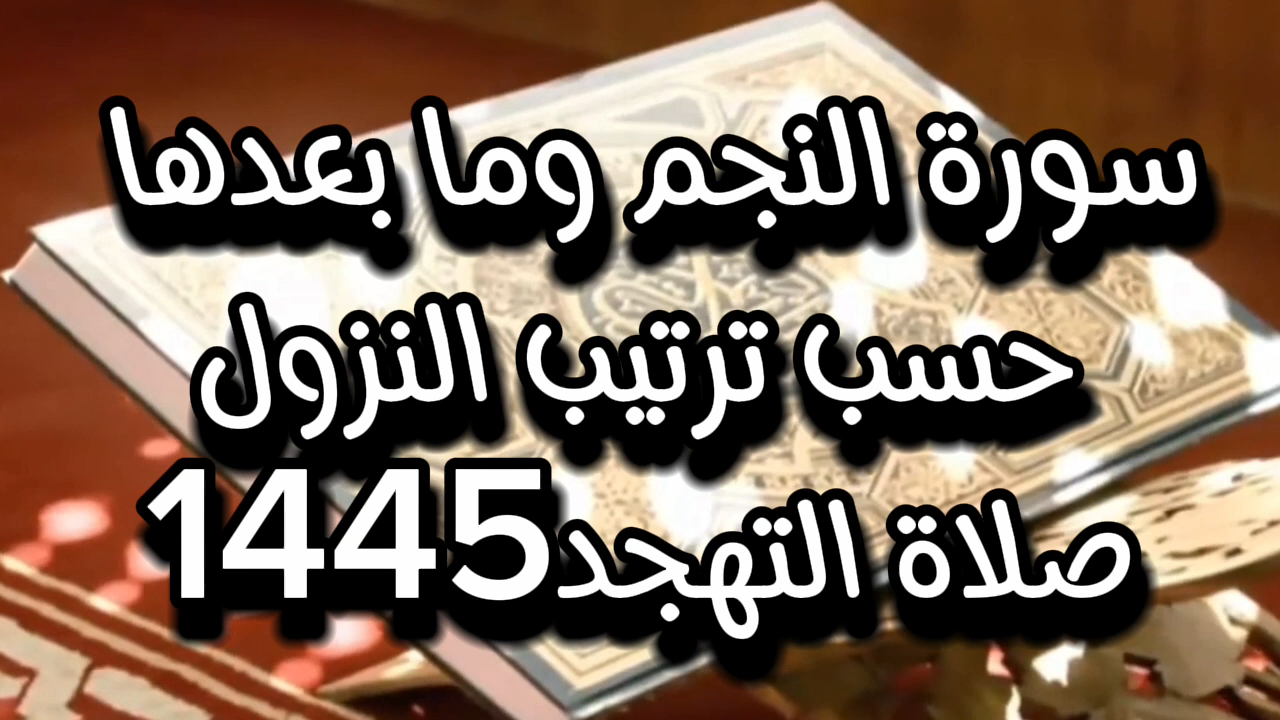 سورة النجم وما بعدها
حسب ترتيب النزول
صلاة التهجد1445